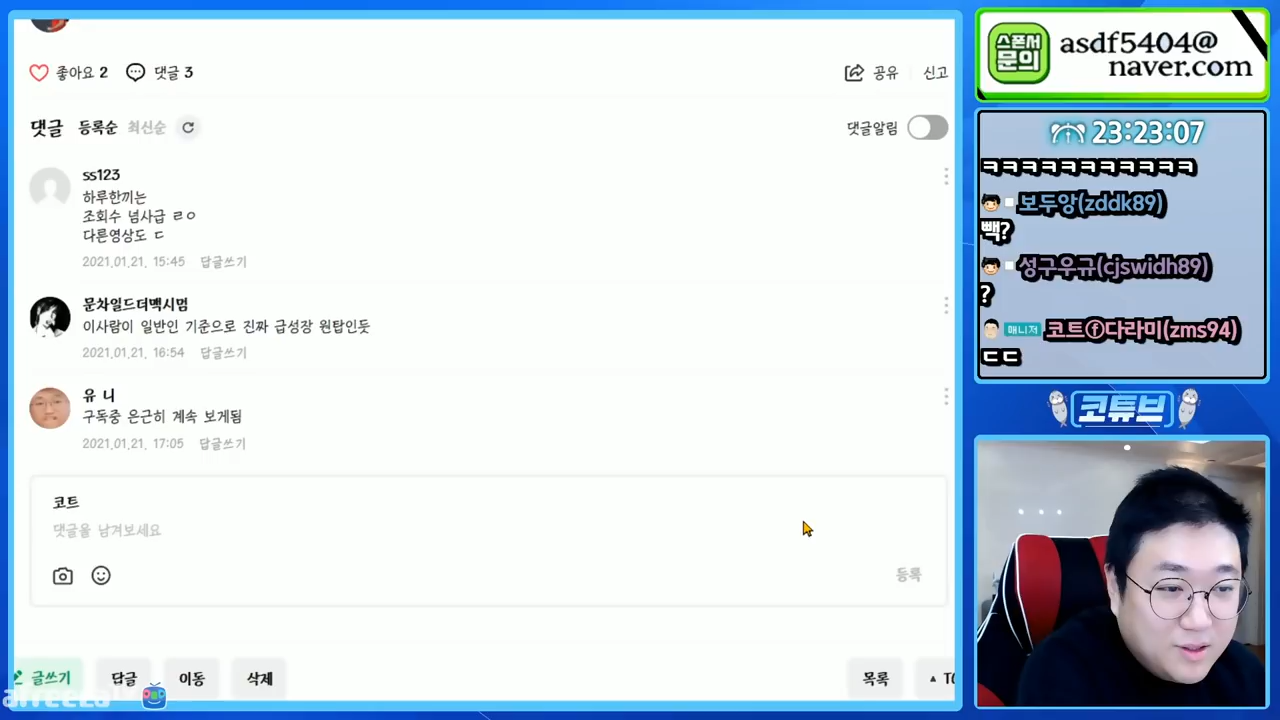 좋아요 2 댓글 3
공유 신고
댓글 등록순 최신순
댓글알림
ss123
하루한끼는
조회수 넘사급 ㄹㅇ
다른영상도 ㄷ
2021.01.21. 15:45 답글쓰기
문차일드더맥시멈
이사람이 일반인 기준으로 진짜 급성장 원탑인듯
2021.01.21. 16:54 답글쓰기
유 니
구독중 은근히 계속 보게됨
2021.01.21. 17:05 답글쓰기
코트
댓글을 남겨보세요
등록
글쓰기 답글 이동 삭제
목록
스폰서
문의
asdf5404@
naver.com
23:23:07
ㅋㅋㅋㅋㅋㅋㅋㅋㅋㅋㅋ
보두앙(zddk89)
빽?
성구우규(cjswidh89)
?
매니저 코트ⓕ다라미(zms94)
ㄷㄷ
코튜브